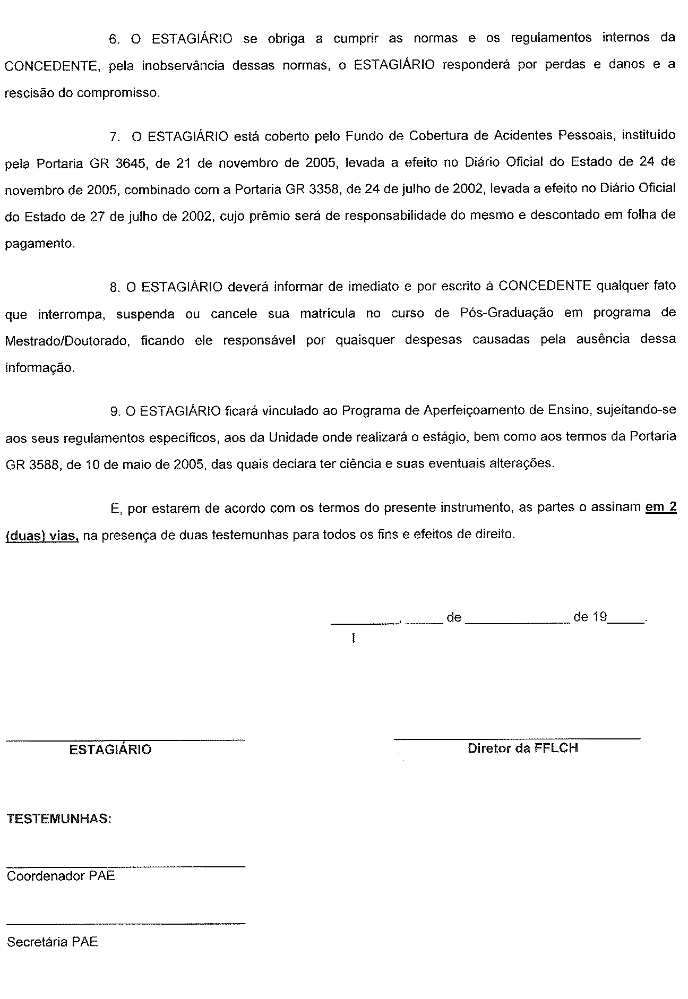 6. O ESTAGIÁRIO se obriga a cumprir as normas e os regulamentos internos da
CONCEDENTE, pela inobservância dessas normas, o ESTAGIÁRIO responderá por perdas e danos e a
rescisão do compromisso.
7. O ESTAGIÁRIO está coberto pelo Fundo de Cobertura de Acidentes Pessoais, instituido
pela Portaria GR 3645, de 21 de novembro de 2005, levada a efeito no Diário Oficial do Estado de 24 de
novembro de 2005, combinado com a Portaria GR 3358, de 24 de julho de 2002, levada a efeito no Diário Oficial
do Estado de 27 de julho de 2002, cujo prêmio será de responsabilidade do mesmo e descontado em folha de
pagamento.
8. O ESTAGIÁRIO deverá informar de imediato e por escrito à CONCEDENTE qualquer fato
que interrompa, suspenda ou cancele sua matrícula no curso de Pós-Graduação em programa de
Mestrado/Doutorado, ficando ele responsável por quaisquer despesas causadas pela ausência dessa
informação.
9. O ESTAGIÁRIO ficará vinculado ao Programa de Aperfeiçoamento de Ensino, sujeitando-se
aos seus regulamentos específicos, aos da Unidade onde realizará o estágio, bem como aos termos da Portaria
GR 3588, de 10 de maio de 2005, das quais declara ter ciência e suas eventuais alterações.
E, por estarem de acordo com os termos do presente instrumento, as partes o assinam em 2
(duas) vias, na presença de duas testemunhas para todos os fins e efeitos de direito.
_________, _____ de ______________ de 19_____.
I
ESTAGIÁRIO
Diretor da FFLCH
TESTEMUNHAS:
Coordenador PAE
Secretária PAE